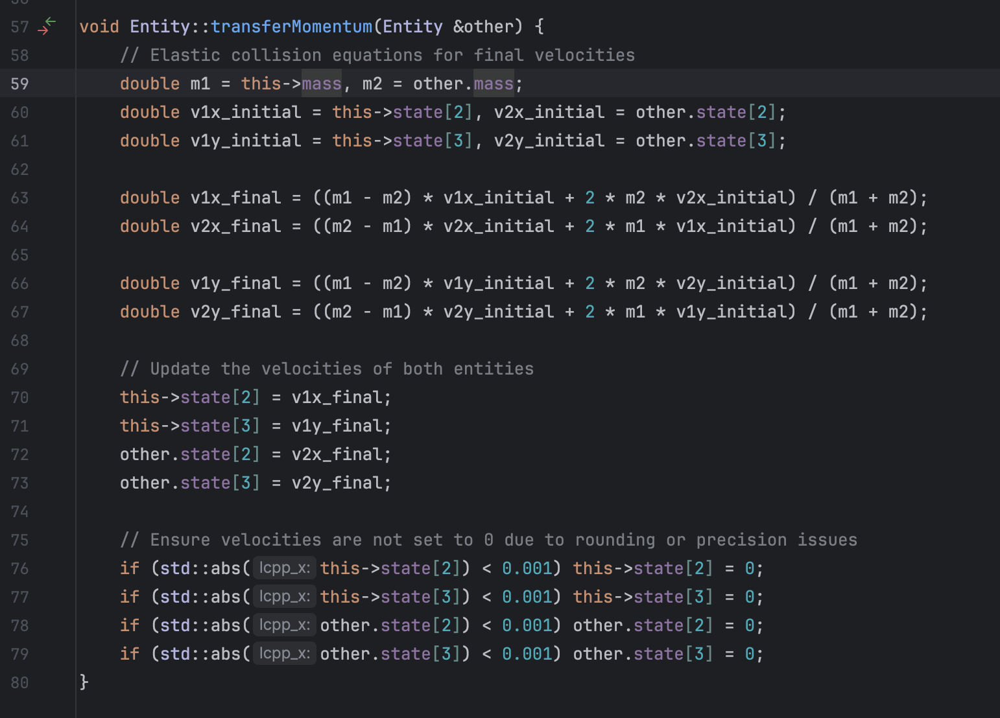 57 void Entity::transferMomentum(Entity &other) {
58     // Elastic collision equations for final velocities
59     double m1 = this->mass, m2 = other.mass;
60     double v1x_initial = this->state[2], v2x_initial = other.state[2];
61     double v1y_initial = this->state[3], v2y_initial = other.state[3];
62
63     double v1x_final = ((m1 - m2) * v1x_initial + 2 * m2 * v2x_initial) / (m1 + m2);
64     double v2x_final = ((m2 - m1) * v2x_initial + 2 * m1 * v1x_initial) / (m1 + m2);
65
66     double v1y_final = ((m1 - m2) * v1y_initial + 2 * m2 * v2y_initial) / (m1 + m2);
67     double v2y_final = ((m2 - m1) * v2y_initial + 2 * m1 * v1y_initial) / (m1 + m2);
68
69     // Update the velocities of both entities
70     this->state[2] = v1x_final;
71     this->state[3] = v1y_final;
72     other.state[2] = v2x_final;
73     other.state[3] = v2y_final;
74
75     // Ensure velocities are not set to 0 due to rounding or precision issues
76     if (std::abs( lcpp_x: this->state[2]) < 0.001) this->state[2] = 0;
77     if (std::abs( lcpp_x: this->state[3]) < 0.001) this->state[3] = 0;
78     if (std::abs( lcpp_x: other.state[2]) < 0.001) other.state[2] = 0;
79     if (std::abs( lcpp_x: other.state[3]) < 0.001) other.state[3] = 0;
80 }